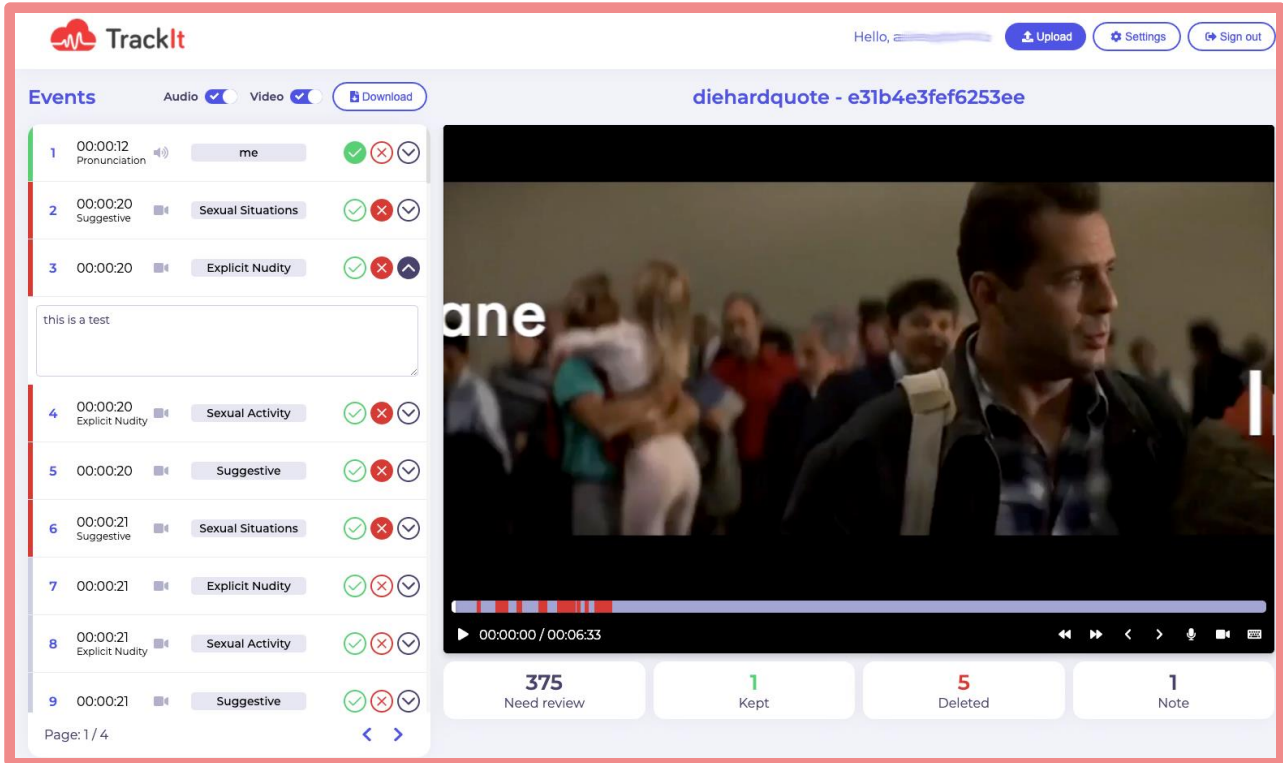 TrackIt
Hello,
Upload
Settings
Sign out
Events
Audio
Video
Download
diehardquote - e31b4e3fef6253ee
1 00:00:12 me
Pronunciation
2 00:00:20 Sexual Situations
Suggestive
3 00:00:20 Explicit Nudity
this is a test
4 00:00:20 Sexual Activity
Explicit Nudity
5 00:00:20 Suggestive
6 00:00:21 Sexual Situations
Suggestive
7 00:00:21 Explicit Nudity
8 00:00:21 Sexual Activity
Explicit Nudity
9 00:00:21 Suggestive
Page: 1 / 4
ane
00:00:00 / 00:06:33
375
Need review
1
Kept
5
Deleted
1
Note